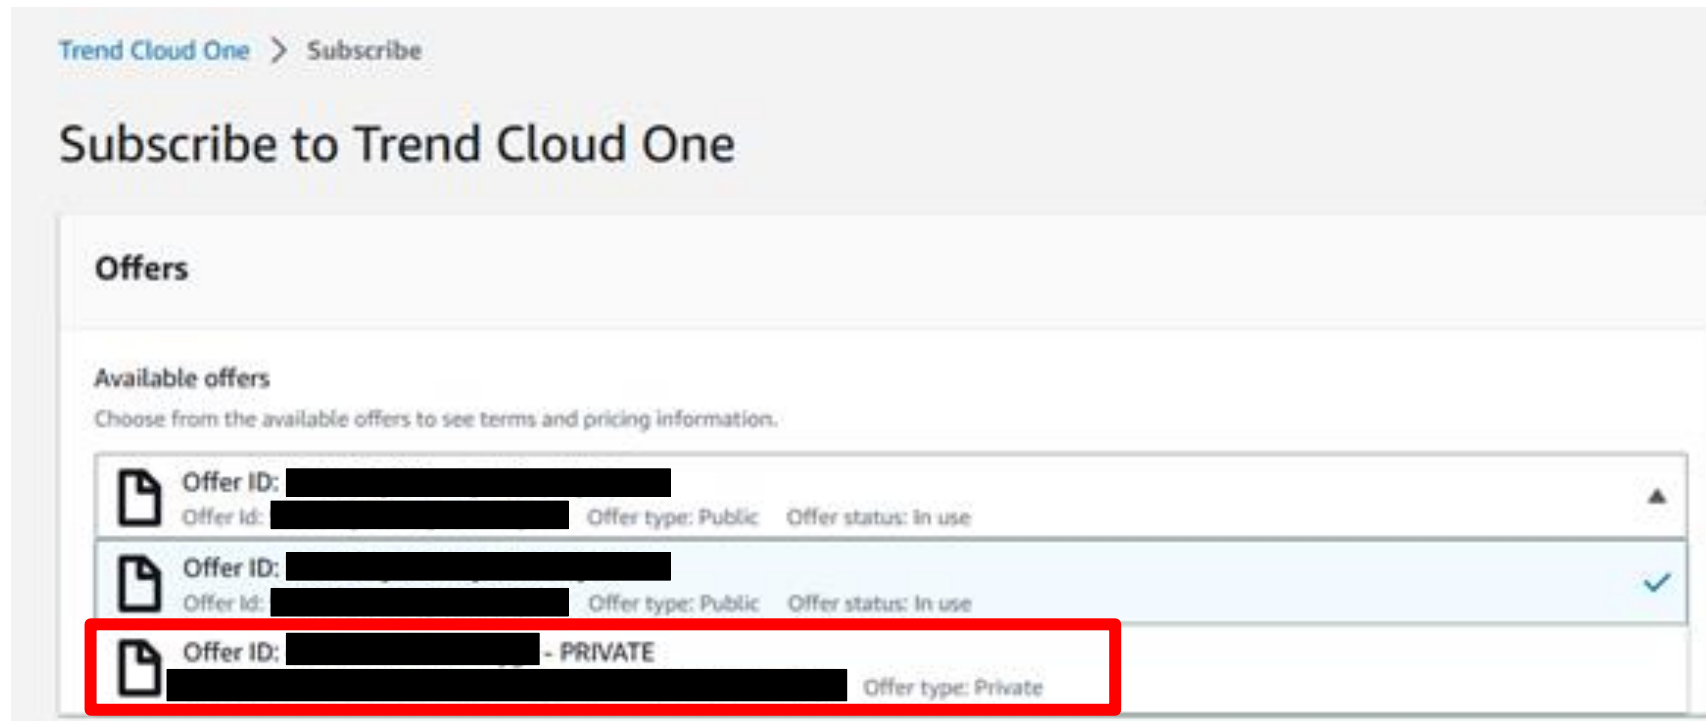 Trend Cloud One > Subscribe
Subscribe to Trend Cloud One
Offers
Available offers
Choose from the available offers to see terms and pricing information.
Offer ID:
Offer Id: Offer type: Public Offer status: In use
Offer ID:
Offer Id: Offer type: Public Offer status: In use
Offer ID: - PRIVATE
Offer type: Private